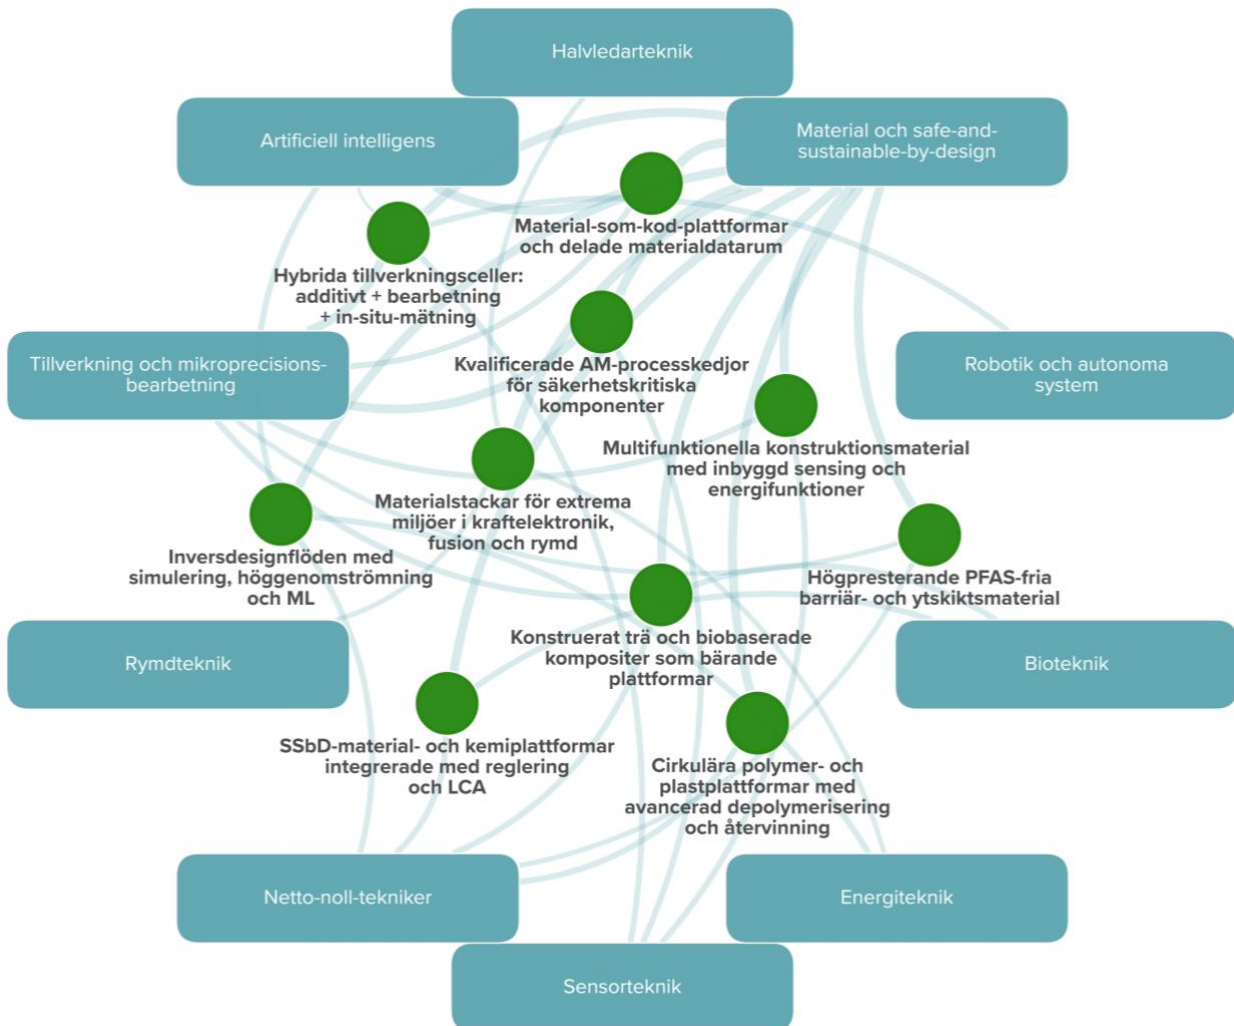 Halvledarteknik
Artificiell intelligens
Material och safe-and-
sustainable-by-design
Material-som-kod-plattformar
och delade materialdatarum
Hybrida tillverkningsceller:
additivt + bearbetning
+ in-situ-mätning
Tillverkning och mikroprecisions-
bearbetning
Kvalificerade AM-processkedjor
för säkerhetskritiska
komponenter
Robotik och autonoma
system
Multifunktionella konstruktionsmaterial
med inbyggd sensing och
energifunktioner
Materialstackar för extrema
miljöer i kraftelektronik,
fusion och rymd
Inversdesignflöden med
simulering, höggenomströmning
och ML
Högpresterande PFAS-fria
barriär- och ytskiktsmaterial
Konstruerat trä och biobaserade
kompositer som bärande
plattformar
Rymdteknik
Bioteknik
SSbD-material- och kemiplattformar
integrerade med reglering
och LCA
Cirkulära polymer- och
plastplattformar med
avancerad depolymerisering
och återvinning
Netto-noll-tekniker
Energiteknik
Sensorteknik